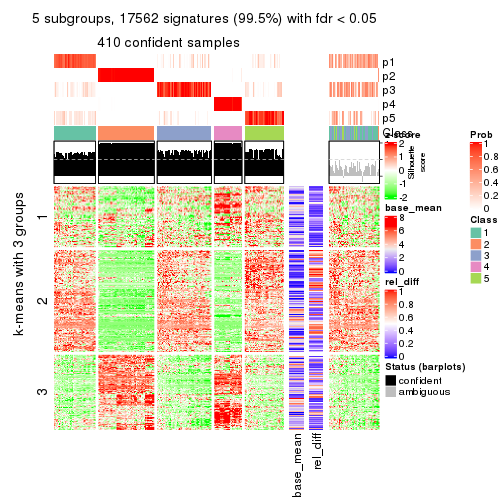 5 subgroups, 17562 signatures (99.5%) with fdr < 0.05
410 confident samples
p1
p2
p3
p4
p5
Class
z-score
2
1
0
-1
-2
Silhouette
score
Prob
1
0.8
0.6
0.4
0.2
0
Class
1
2
3
4
5
base_mean
8
6
4
2
0
rel_diff
1
0.8
0.6
0.4
0.2
0
Status (barplots)
confident
ambiguous
k-means with 3 groups
1
2
3
base_mean
rel_diff